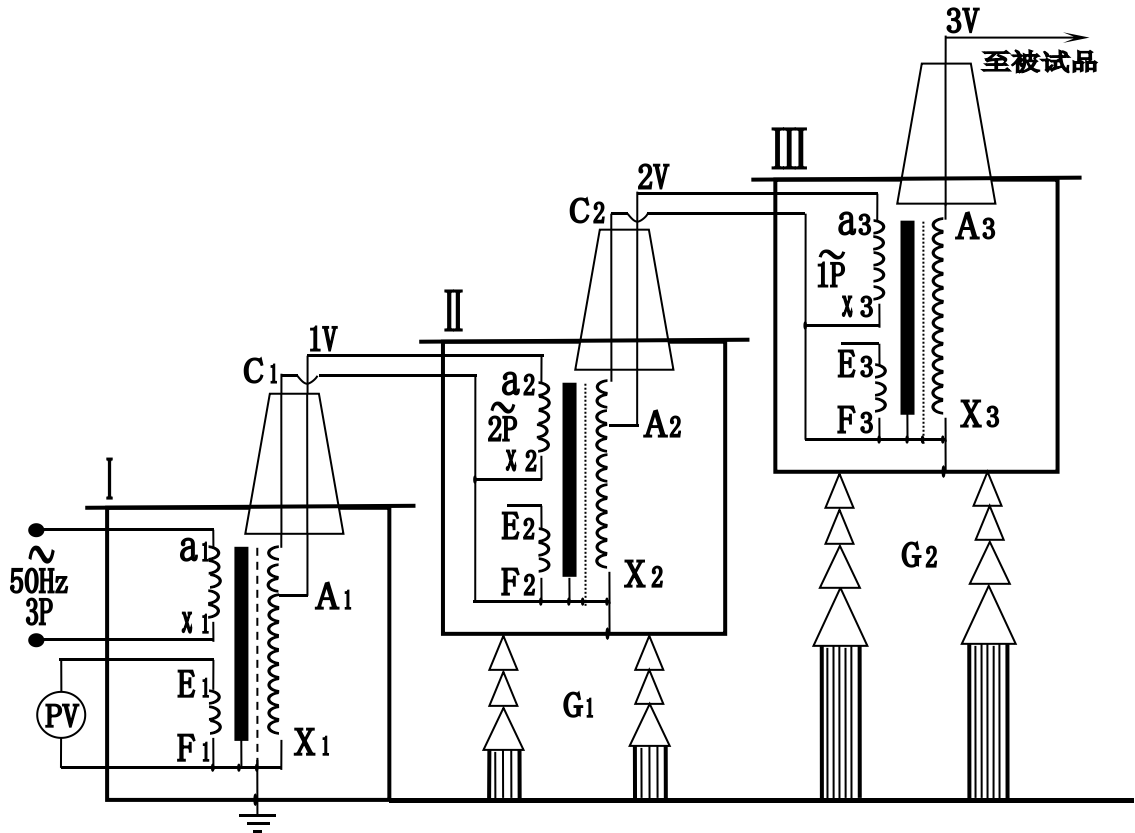 3V
至被试品
III
2V
C2
a3
A3
1P
~
x3
E3
F3
X3
II
1V
C1
a2
A2
2P
~
x2
E2
F2
X2
G2
I
a1
A1
~
50Hz
3P
x1
E1
PV
F1
X1
G1